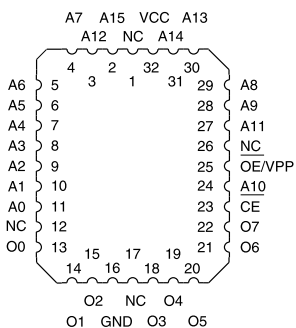 A7 A15 VCC A13
A12 NC A14
4 2 32 30
3 1 31
A6 5 29 A8
A5 6 28 A9
A4 7 27 A11
A3 8 26 NC
A2 9 25 OE/VPP
A1 10 24 A10
A0 11 23 CE
NC 12 22 O7
O0 13 21 O6
15 17 19
14 16 18 20
O2 NC O4
O1 GND O3 O5